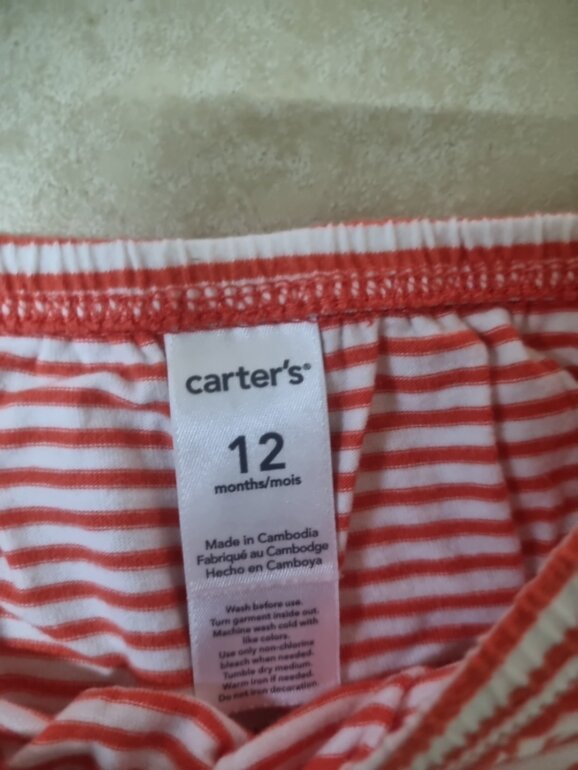 carter's®
12
months/mois
Made in Cambodia
Fabriqué au Cambodge
Hecho en Camboya
Wash before use.
Turn garment inside out.
Machine wash cold with
like colors.
Use only non-chlorine
bleach when needed.
Tumble dry medium.
Warm iron if needed.
Do not iron decoration.